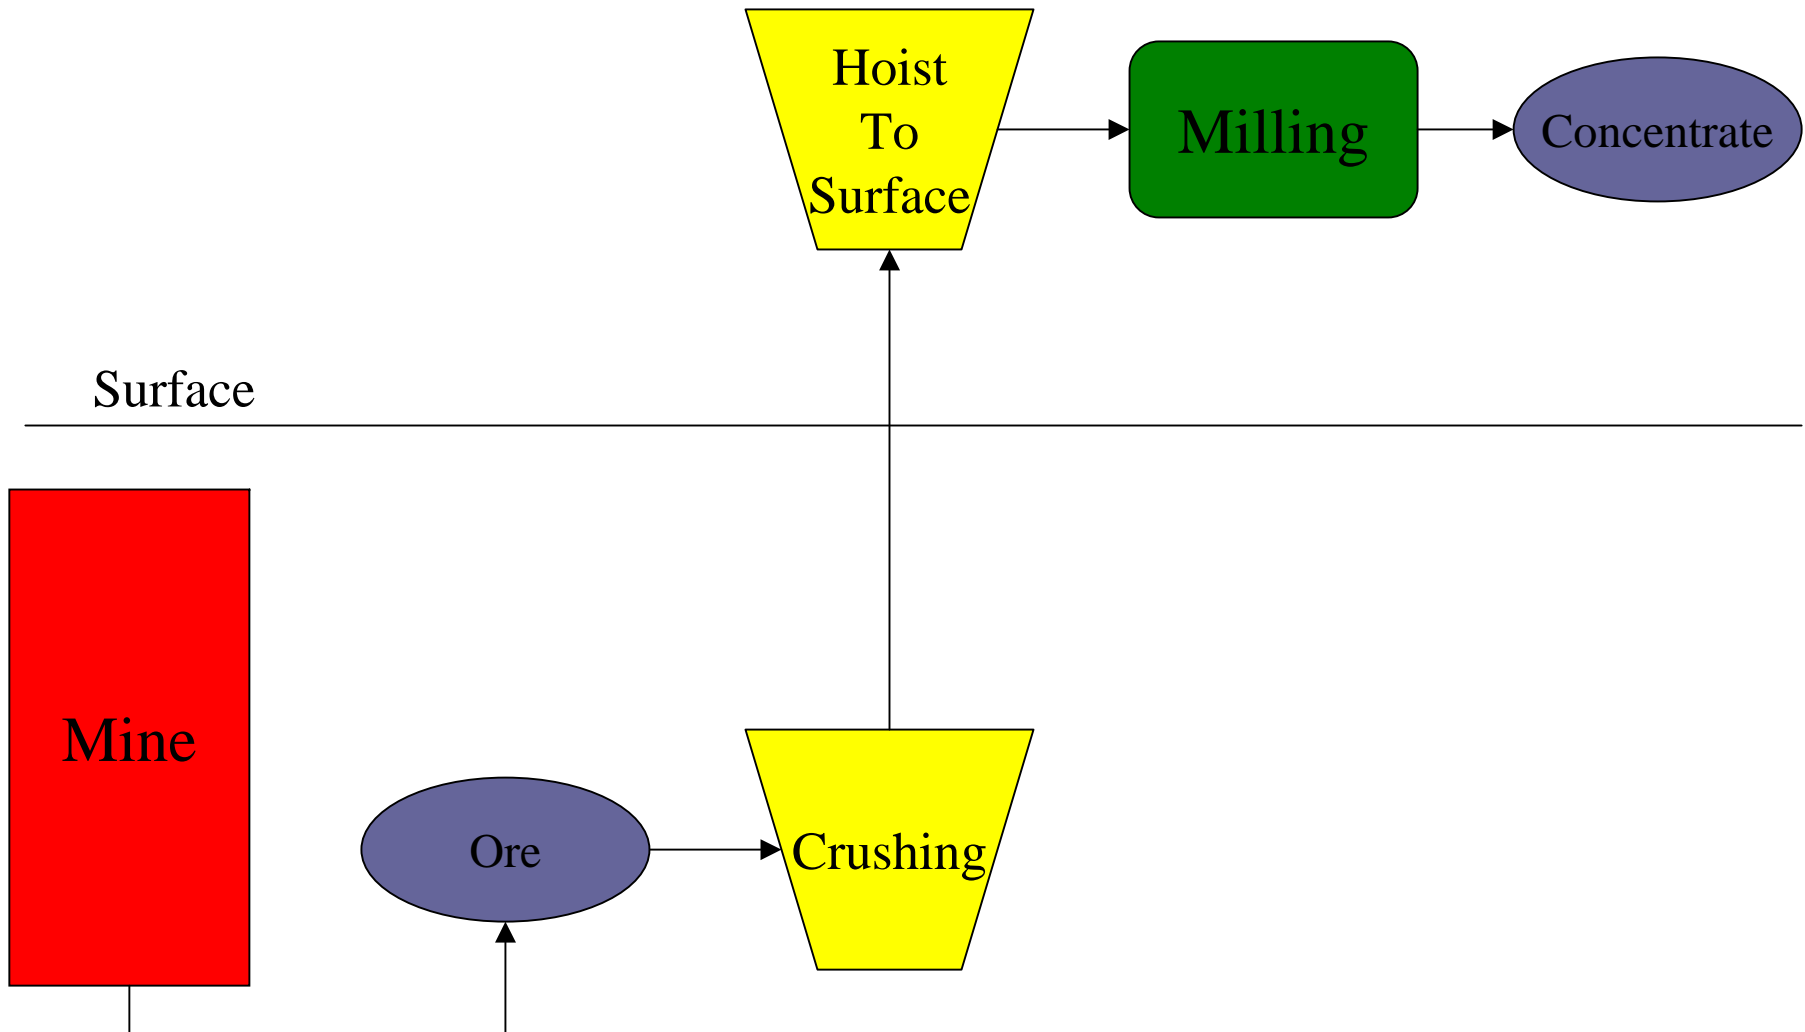 Hoist
To
Surface
Milling
Concentrate
Surface
Mine
Ore
Crushing